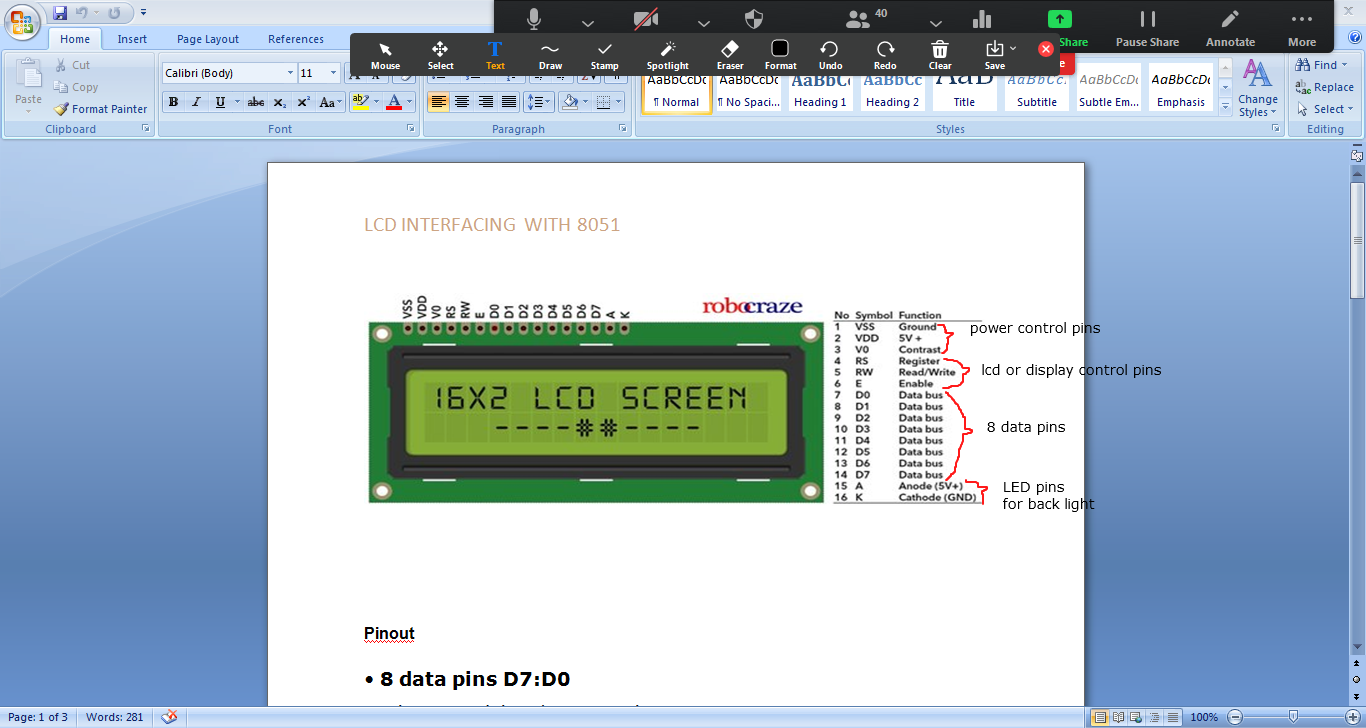 40
Home Insert Page Layout References
Share Pause Share Annotate More
Mouse Select Text Draw Stamp Spotlight Eraser Format Undo Redo Clear Save
Paste
Cut
Copy
Format Painter
Clipboard
Calibri (Body) 11
B I U abc X₂ X² Aa
Font
Paragraph
AaBbCcDc AaBbCcDc AaBbC AaBbCc AaB AaBbCcL AaBbCcDc AaBbCcDc
¶ Normal ¶ No Spaci... Heading 1 Heading 2 Title Subtitle Subtle Em... Emphasis
Styles
Change
Styles
Find
Replace
Select
Editing
LCD INTERFACING WITH 8051
VSS VDD V0 RS RW E D0 D1 D2 D3 D4 D5 D6 D7 A K
robocraze
16X2 LCD SCREEN
----##----
No Symbol Function
1 VSS Ground
2 VDD 5V +
3 V0 Contrast
4 RS Register
5 RW Read/Write
6 E Enable
7 D0 Data bus
8 D1 Data bus
9 D2 Data bus
10 D3 Data bus
11 D4 Data bus
12 D5 Data bus
13 D6 Data bus
14 D7 Data bus
15 A Anode (5V+)
16 K Cathode (GND)
power control pins
lcd or display control pins
8 data pins
LED pins
for back light
Pinout
• 8 data pins D7:D0
Page: 1 of 3 Words: 281 100%